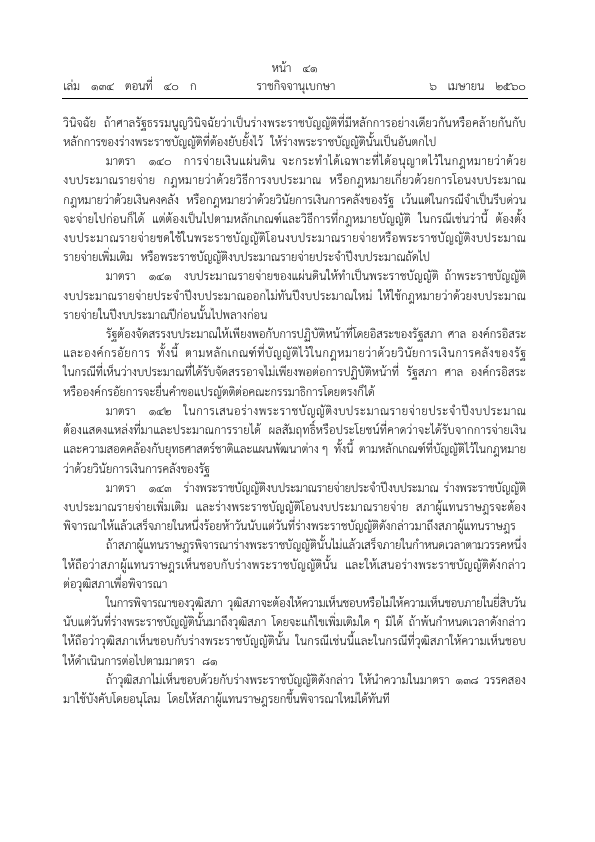 หน้า ๔๑
เล่ม ๑๓๔ ตอนที่ ๔๐ ก ราชกิจจานุเบกษา ๖ เมษายน ๒๕๖๐
วินิจฉัย ถ้าศาลรัฐธรรมนูญวินิจฉัยว่าเป็นร่างพระราชบัญญัติที่มีหลักการอย่างเดียวกันหรือคล้ายกันกับ
หลักการของร่างพระราชบัญญัติที่ต้องยับยั้งไว้ ให้ร่างพระราชบัญญัตินั้นเป็นอันตกไป
มาตรา ๑๔๐ การจ่ายเงินแผ่นดิน จะกระทำได้เฉพาะที่ได้อนุญาตไว้ในกฎหมายว่าด้วย
งบประมาณรายจ่าย กฎหมายว่าด้วยวิธีการงบประมาณ หรือกฎหมายเกี่ยวด้วยการโอนงบประมาณ
กฎหมายว่าด้วยเงินคงคลัง หรือกฎหมายว่าด้วยวินัยการเงินการคลังของรัฐ เว้นแต่ในกรณีจำเป็นรีบด่วน
จะจ่ายไปก่อนก็ได้ แต่ต้องเป็นไปตามหลักเกณฑ์และวิธีการที่กฎหมายบัญญัติ ในกรณีเช่นว่านี้ ต้องตั้ง
งบประมาณรายจ่ายชดใช้ในพระราชบัญญัติโอนงบประมาณรายจ่ายหรือพระราชบัญญัติงบประมาณ
รายจ่ายเพิ่มเติม หรือพระราชบัญญัติงบประมาณรายจ่ายประจำปีงบประมาณถัดไป
มาตรา ๑๔๑ งบประมาณรายจ่ายของแผ่นดินให้ทำเป็นพระราชบัญญัติ ถ้าพระราชบัญญัติ
งบประมาณรายจ่ายประจำปีงบประมาณออกไม่ทันปีงบประมาณใหม่ ให้ใช้กฎหมายว่าด้วยงบประมาณ
รายจ่ายในปีงบประมาณปีก่อนนั้นไปพลางก่อน
รัฐต้องจัดสรรงบประมาณให้เพียงพอกับการปฏิบัติหน้าที่โดยอิสระของรัฐสภา ศาล องค์กรอิสระ
และองค์กรอัยการ ทั้งนี้ ตามหลักเกณฑ์ที่บัญญัติไว้ในกฎหมายว่าด้วยวินัยการเงินการคลังของรัฐ
ในกรณีที่เห็นว่างบประมาณที่ได้รับจัดสรรอาจไม่เพียงพอต่อการปฏิบัติหน้าที่ รัฐสภา ศาล องค์กรอิสระ
หรือองค์กรอัยการจะยื่นคำขอแปรญัตติต่อคณะกรรมาธิการโดยตรงก็ได้
มาตรา ๑๔๒ ในการเสนอร่างพระราชบัญญัติงบประมาณรายจ่ายประจำปีงบประมาณ
ต้องแสดงแหล่งที่มาและประมาณการรายได้ ผลสัมฤทธิ์หรือประโยชน์ที่คาดว่าจะได้รับจากการจ่ายเงิน
และความสอดคล้องกับยุทธศาสตร์ชาติและแผนพัฒนาต่าง ๆ ทั้งนี้ ตามหลักเกณฑ์ที่บัญญัติไว้ในกฎหมาย
ว่าด้วยวินัยการเงินการคลังของรัฐ
มาตรา ๑๔๓ ร่างพระราชบัญญัติงบประมาณรายจ่ายประจำปีงบประมาณ ร่างพระราชบัญญัติ
งบประมาณรายจ่ายเพิ่มเติม และร่างพระราชบัญญัติโอนงบประมาณรายจ่าย สภาผู้แทนราษฎรจะต้อง
พิจารณาให้แล้วเสร็จภายในหนึ่งร้อยห้าวันนับแต่วันที่ร่างพระราชบัญญัติดังกล่าวมาถึงสภาผู้แทนราษฎร
ถ้าสภาผู้แทนราษฎรพิจารณาร่างพระราชบัญญัตินั้นไม่แล้วเสร็จภายในกำหนดเวลาตามวรรคหนึ่ง
ให้ถือว่าสภาผู้แทนราษฎรเห็นชอบกับร่างพระราชบัญญัตินั้น และให้เสนอร่างพระราชบัญญัติดังกล่าว
ต่อวุฒิสภาเพื่อพิจารณา
ในการพิจารณาของวุฒิสภา วุฒิสภาจะต้องให้ความเห็นชอบหรือไม่ให้ความเห็นชอบภายในยี่สิบวัน
นับแต่วันที่ร่างพระราชบัญญัตินั้นมาถึงวุฒิสภา โดยจะแก้ไขเพิ่มเติมใด ๆ มิได้ ถ้าพ้นกำหนดเวลาดังกล่าว
ให้ถือว่าวุฒิสภาเห็นชอบกับร่างพระราชบัญญัตินั้น ในกรณีเช่นนี้และในกรณีที่วุฒิสภาให้ความเห็นชอบ
ให้ดำเนินการต่อไปตามมาตรา ๘๑
ถ้าวุฒิสภาไม่เห็นชอบด้วยกับร่างพระราชบัญญัติดังกล่าว ให้นำความในมาตรา ๑๓๘ วรรคสอง
มาใช้บังคับโดยอนุโลม โดยให้สภาผู้แทนราษฎรยกขึ้นพิจารณาใหม่ได้ทันที